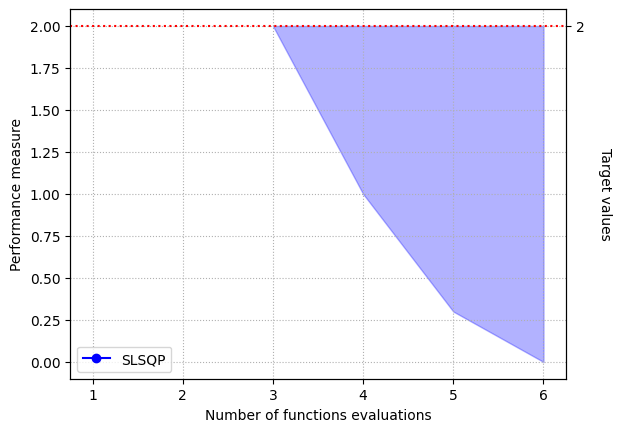 2.00
1.75
1.50
1.25
1.00
0.75
0.50
0.25
0.00
Performance measure
2
Target values
SLSQP
1 2 3 4 5 6
Number of functions evaluations